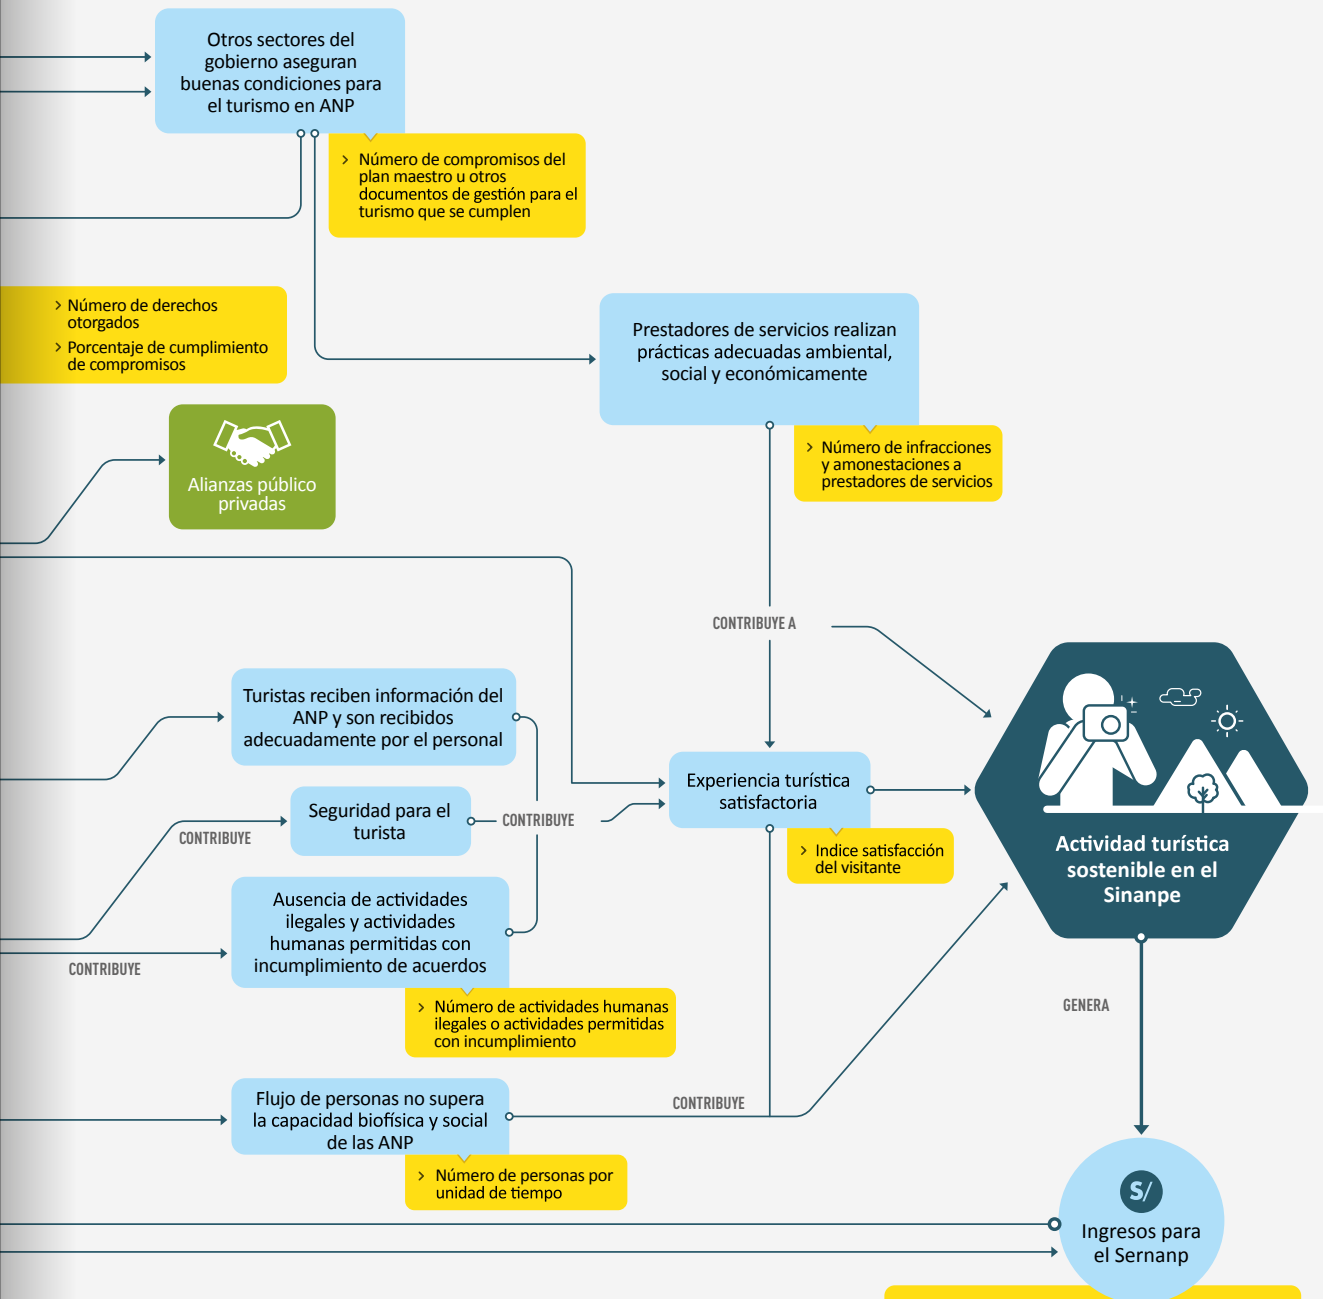 Otros sectores del
gobierno aseguran
buenas condiciones para
el turismo en ANP
> Número de compromisos del
plan maestro u otros
documentos de gestión para el
turismo que se cumplen
> Número de derechos
otorgados
> Porcentaje de cumplimiento
de compromisos
Prestadores de servicios realizan
prácticas adecuadas ambiental,
social y económicamente
> Número de infracciones
y amonestaciones a
prestadores de servicios
Alianzas público
privadas
CONTRIBUYE A
Turistas reciben información del
ANP y son recibidos
adecuadamente por el personal
Experiencia turística
satisfactoria
Seguridad para el
turista
CONTRIBUYE
CONTRIBUYE
> Indice satisfacción
del visitante
Actividad turística
sostenible en el
Sinanpe
Ausencia de actividades
ilegales y actividades
humanas permitidas con
incumplimiento de acuerdos
CONTRIBUYE
> Número de actividades humanas
ilegales o actividades permitidas
con incumplimiento
GENERA
Flujo de personas no supera
la capacidad biofísica y social
de las ANP
CONTRIBUYE
> Número de personas por
unidad de tiempo
S/
Ingresos para
el Sernanp